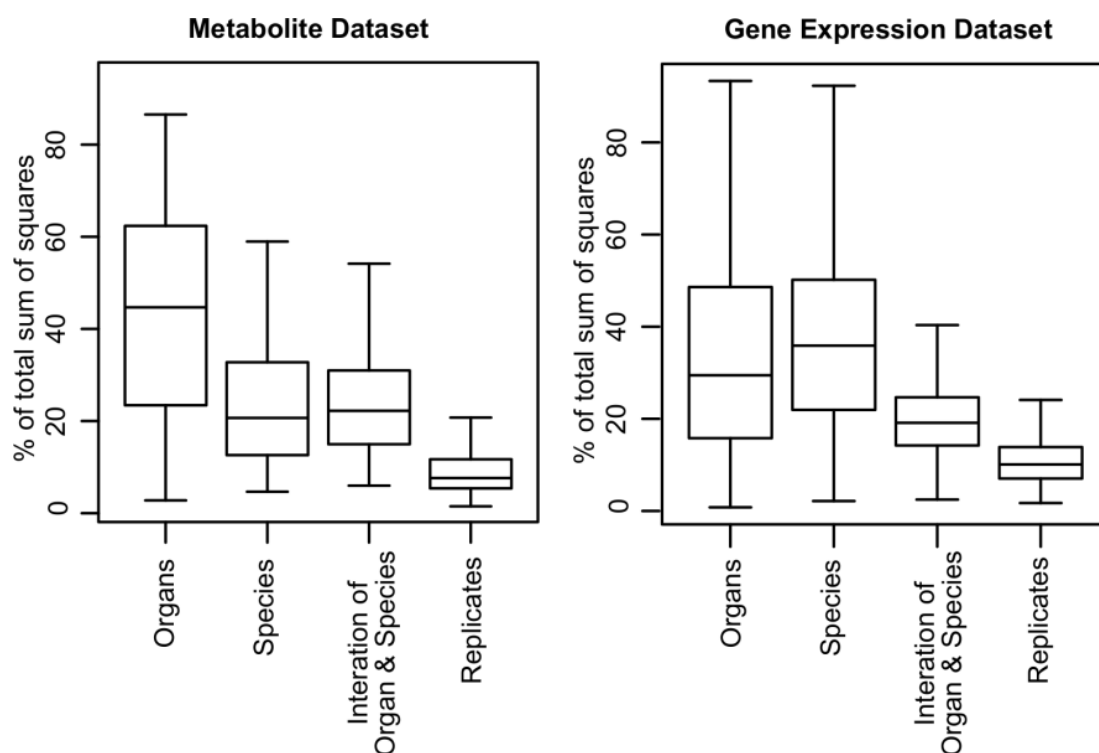 Metabolite Dataset
% of total sum of squares
80
60
40
20
0
Organs
Species
Interation of
Organ & Species
Replicates
Gene Expression Dataset
% of total sum of squares
80
60
40
20
0
Organs
Species
Interation of
Organ & Species
Replicates